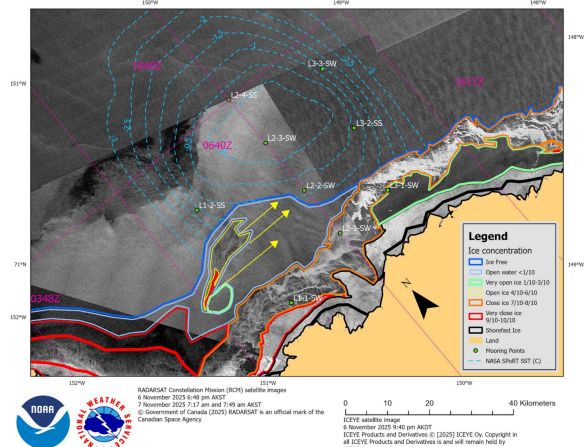 150°W
149°W
148°W
148°W
151°W
L3-3-SW
L2-4-SS
L3-2-SS
L2-3-SW
0640Z
L2-2-SW
L3-1-SW
L1-2-SS
L2-1-SW
L1-1-SW
71°N
0348Z
152°W
149°W
N
Legend
Ice concentration
Ice Free
Open water <1/10
Very open ice 1/10-3/10
Open ice 4/10-6/10
Close ice 7/10-8/10
Very close ice
9/10-10/10
Shorefast Ice
Land
Mooring Points
NASA SPoRT SST (C)
152°W
151°W
150°W
NOAA
NATIONAL WEATHER SERVICE
RADARSAT Constellation Mission (RCM) satellite images
6 November 2025 6:48 pm AKST
7 November 2025 7:17 am and 7:49 am AKST
© Government of Canada (2025) RADARSAT is an official mark of the
Canadian Space Agency
0 10 20 40 Kilometers
ICEYE satellite image
6 November 2025 9:40 pm AKDT
ICEYE Products and Derivatives © [2025] ICEYE Oy. Copyright in
all ICEYE Products and Derivatives is and will remain held by